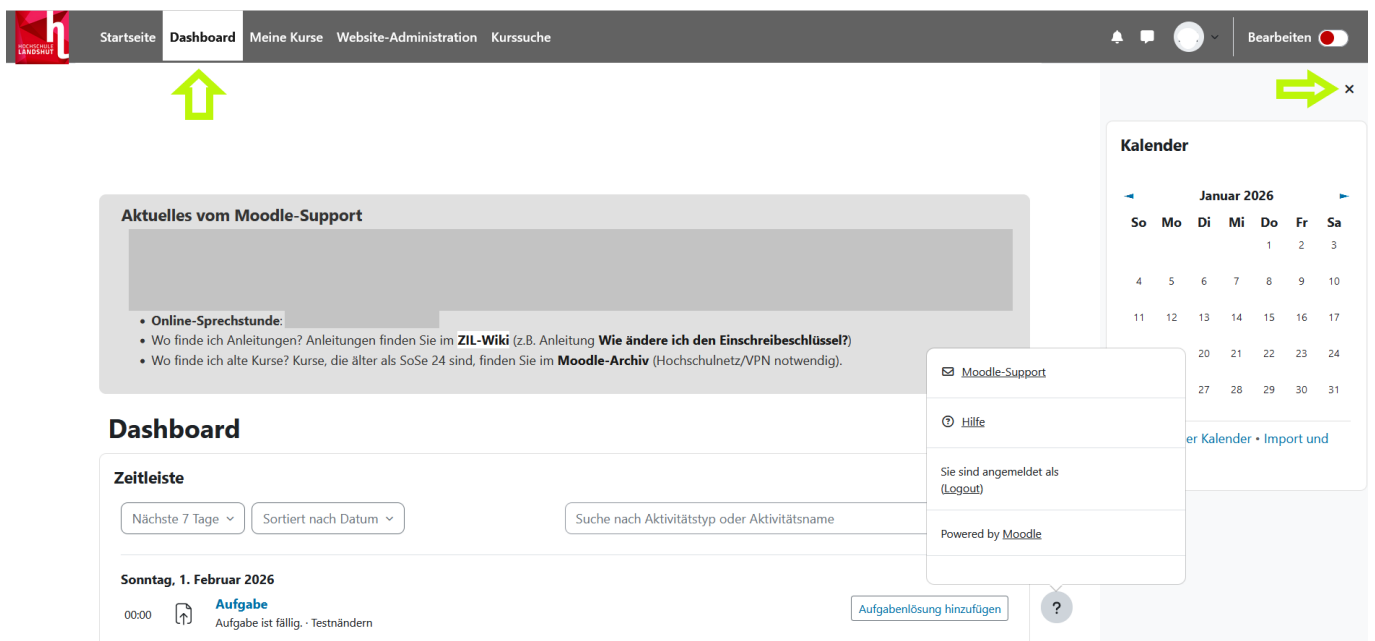 HOCHSCHULE
LANDSHUT
Startseite Dashboard Meine Kurse Website-Administration Kurssuche
Bearbeiten
Aktuelles vom Moodle-Support
• Online-Sprechstunde:
• Wo finde ich Anleitungen? Anleitungen finden Sie im ZIL-Wiki (z.B. Anleitung Wie ändere ich den Einschreibeschlüssel?)
• Wo finde ich alte Kurse? Kurse, die älter als SoSe 24 sind, finden Sie im Moodle-Archiv (Hochschulnetz/VPN notwendig).
Dashboard
Zeitleiste
Nächste 7 Tage Sortiert nach Datum Suche nach Aktivitätstyp oder Aktivitätsname
Sonntag, 1. Februar 2026
00:00 Aufgabe
Aufgabe ist fällig. · Testnändern
Aufgabenlösung hinzufügen
Moodle-Support
Hilfe
Sie sind angemeldet als
(Logout)
Powered by Moodle
?
Kalender
◄ Januar 2026 ►
So Mo Di Mi Do Fr Sa
1 2 3
4 5 6 7 8 9 10
11 12 13 14 15 16 17
20 21 22 23 24
27 28 29 30 31
er Kalender • Import und